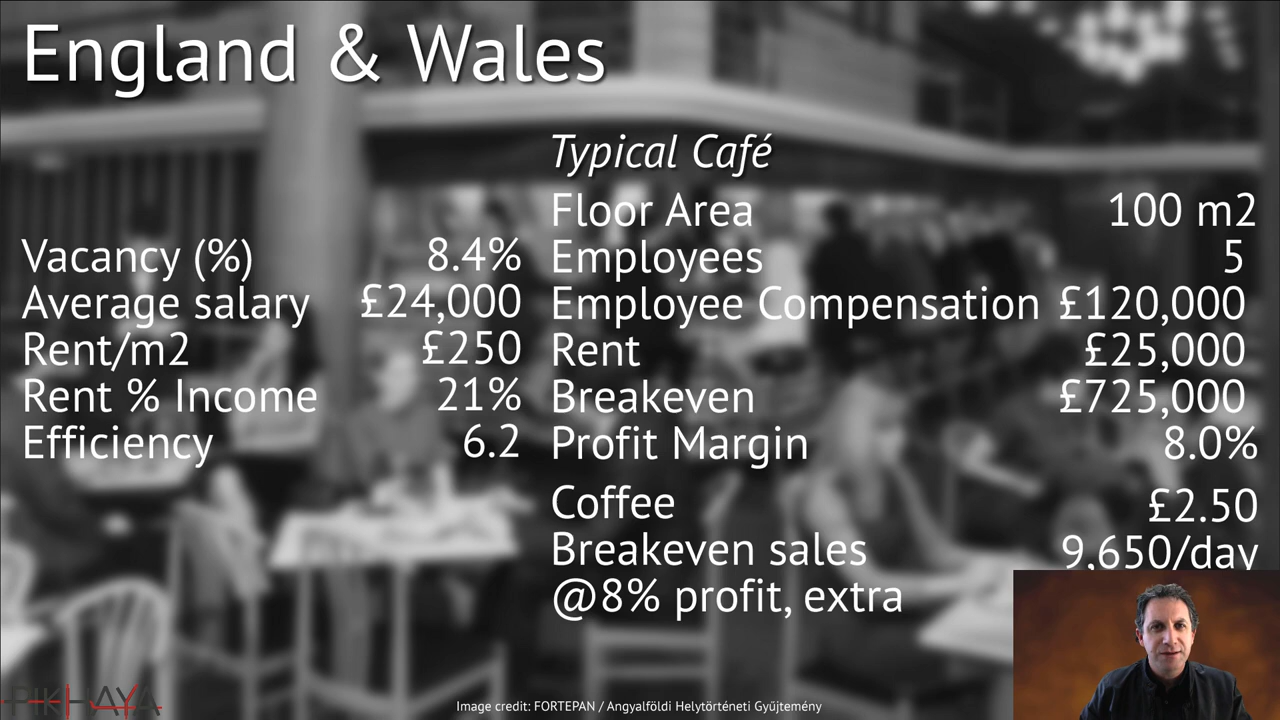 England & Wales
Vacancy (%) 8.4%
Average salary £24,000
Rent/m2 £250
Rent % Income 21%
Efficiency 6.2
Typical Café
Floor Area 100 m2
Employees 5
Employee Compensation £120,000
Rent £25,000
Breakeven £725,000
Profit Margin 8.0%
Coffee £2.50
Breakeven sales 9,650/day
@8% profit, extra
PIKHAYA
Image credit: FORTEPAN / Angyalföldi Helytörténeti Gyűjtemény